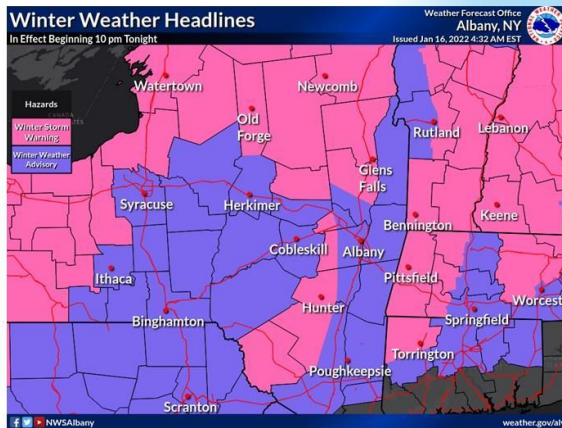 Winter Weather Headlines
In Effect Beginning 10 pm Tonight
Weather Forecast Office
Albany, NY
Issued Jan 16, 2022 4:32 AM EST
Watertown
Newcomb
Hazards
CANADA
Winter Storm
Warning
Winter Weather
Advisory
Old
Forge
Rutland
Lebanon
Glens
Falls
Syracuse
Herkimer
Bennington
Keene
Cobleskill
Albany
Ithaca
Pittsfield
Hunter
Worcest
Binghamton
Springfield
Torrington
Poughkeepsie
Scranton
NWSAlbany
weather.gov/aly